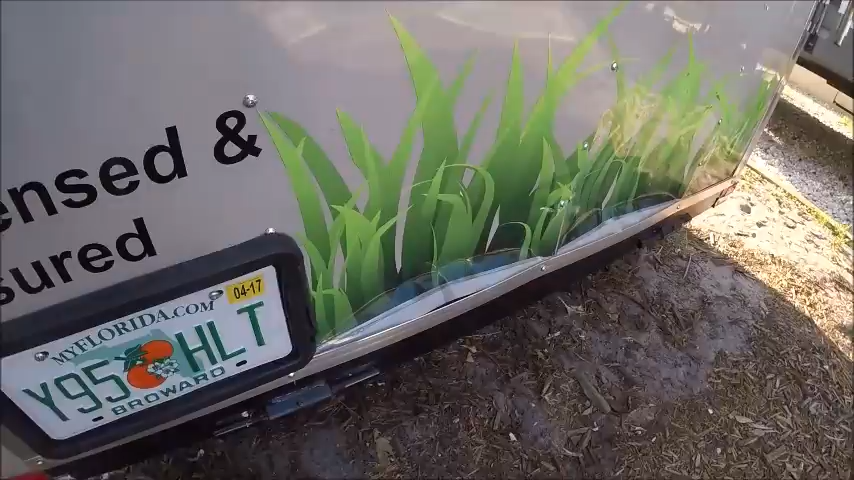 ensed &
sured
MYFLORIDA.COM
04-17
Y95 HLT
BROWARD